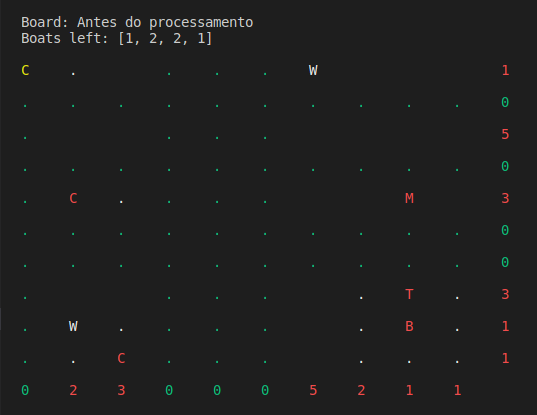 Board: Antes do processamento
Boats left: [1, 2, 2, 1]
C . . . . W 1
. . . . . . . . . . 0
. . . . 5
. . . . . . . . . . 0
. C . . . . M 3
. . . . . . . . . . 0
. . . . . . . . . . 0
. . . . . T . 3
. W . . . . . B . 1
. . C . . . . . . 1
0 2 3 0 0 0 5 2 1 1